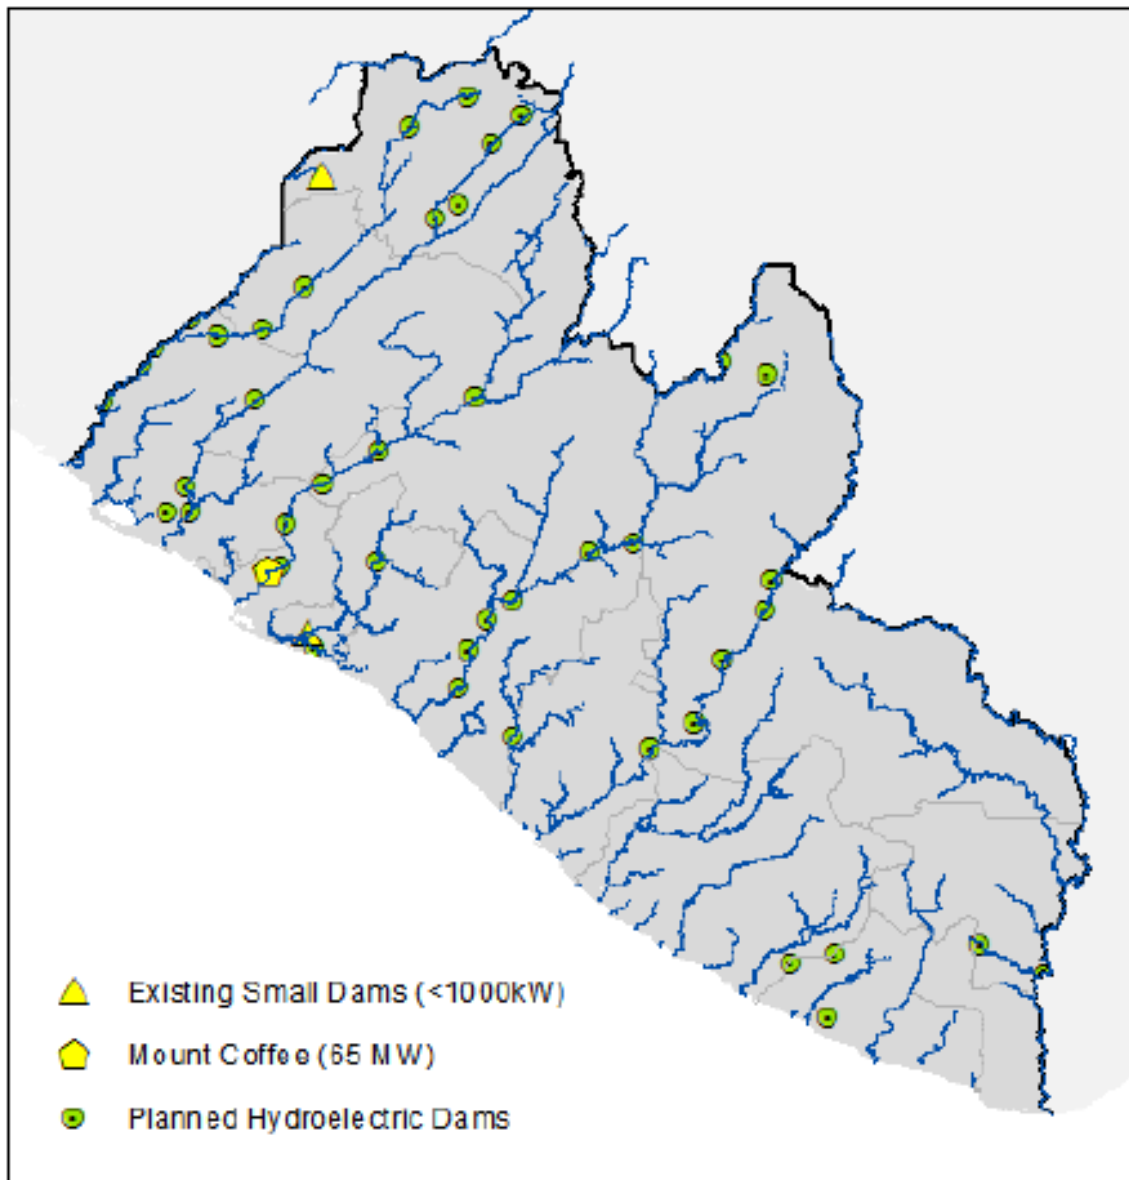 Existing Small Dams (<1000kW)
Mount Coffee (65 MW)
Planned Hydroelectric Dams